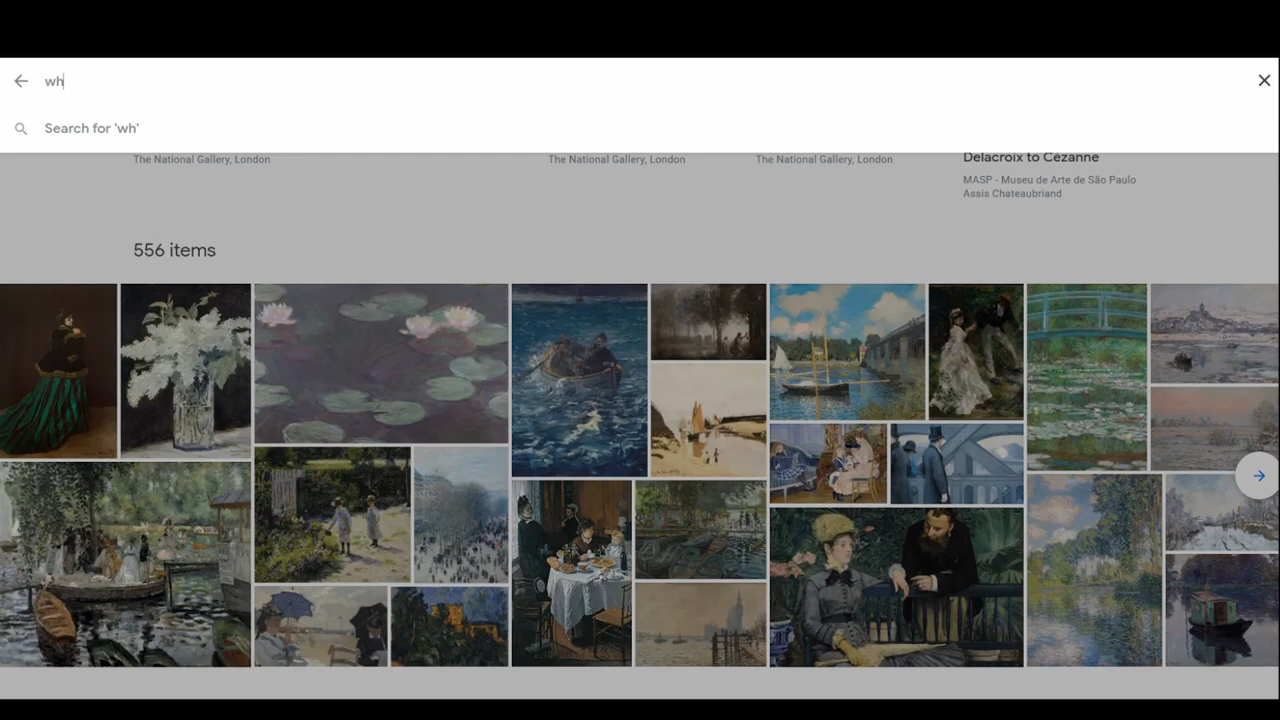 wh
Search for 'wh'
The National Gallery, London
The National Gallery, London
The National Gallery, London
Delacroix to Cézanne
MASP - Museu de Arte de São Paulo
Assis Chateaubriand
556 items